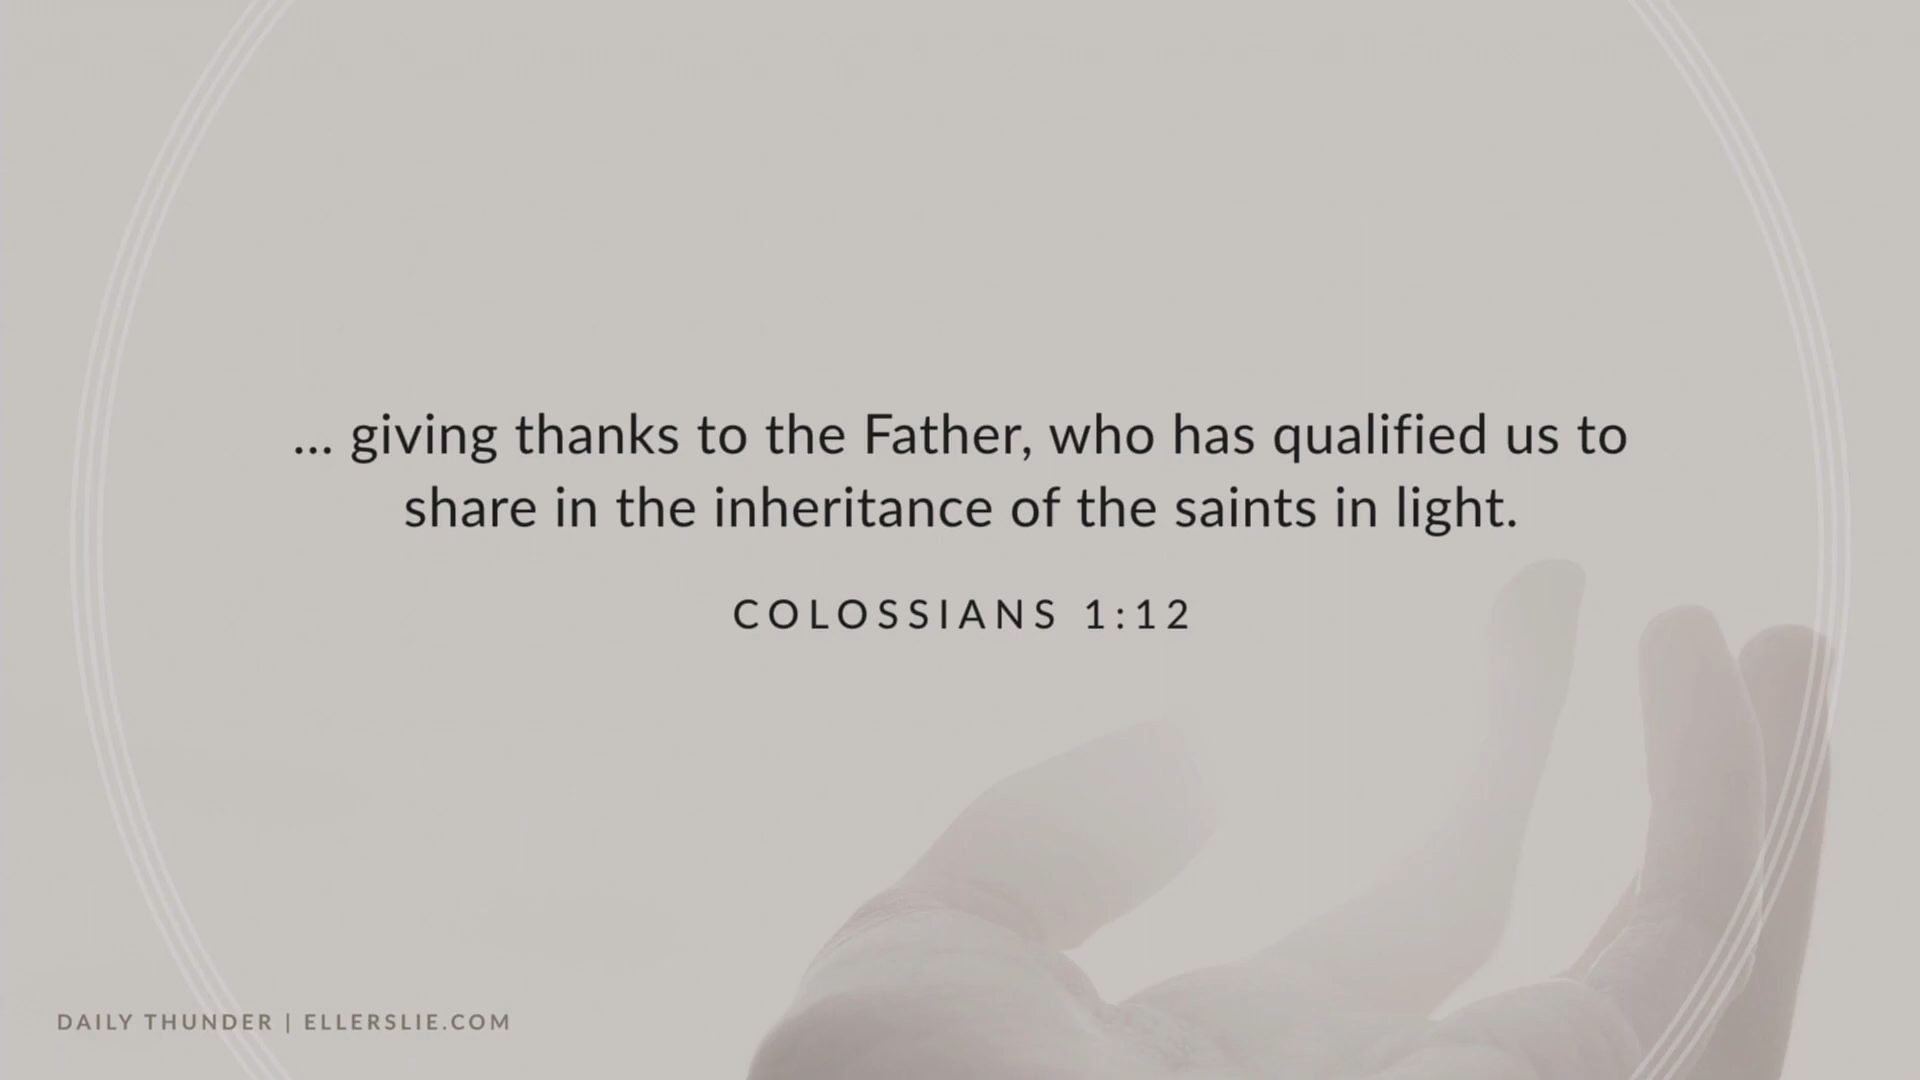 ... giving thanks to the Father, who has qualified us to
share in the inheritance of the saints in light.
COLOSSIANS 1:12
DAILY THUNDER | ELLERSLIE.COM